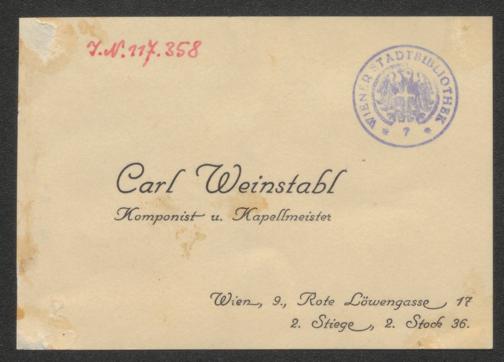 I.N. 117.358
WIENER STADTBIBLIOTHEK
* 7 *
Carl Weinstabl
Komponist u. Kapellmeister
Wien, 9., Rote Löwengasse 17
2. Stiege, 2. Stock 36.